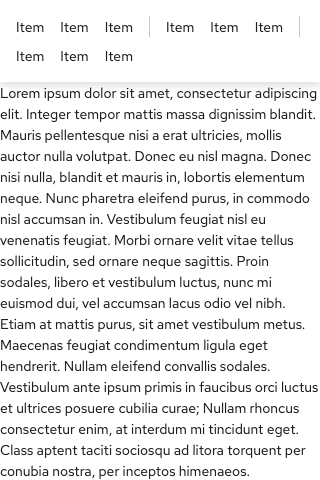 Item Item Item Item Item Item
Item Item Item
Lorem ipsum dolor sit amet, consectetur adipiscing
elit. Integer tempor mattis massa dignissim blandit.
Mauris pellentesque nisi a erat ultricies, mollis
auctor nulla volutpat. Donec eu nisl magna. Donec
nisi nulla, blandit et mauris in, lobortis elementum
neque. Nunc pharetra eleifend purus, in commodo
nisl accumsan in. Vestibulum feugiat nisl eu
venenatis feugiat. Morbi ornare velit vitae tellus
sollicitudin, sed ornare neque sagittis. Proin
sodales, libero et vestibulum luctus, nunc mi
euismod dui, vel accumsan lacus odio vel nibh.
Etiam at mattis purus, sit amet vestibulum metus.
Maecenas feugiat condimentum ligula eget
hendrerit. Nullam eleifend convallis sodales.
Vestibulum ante ipsum primis in faucibus orci luctus
et ultrices posuere cubilia curae; Nullam rhoncus
consectetur enim, at interdum mi tincidunt eget.
Class aptent taciti sociosqu ad litora torquent per
conubia nostra, per inceptos himenaeos.